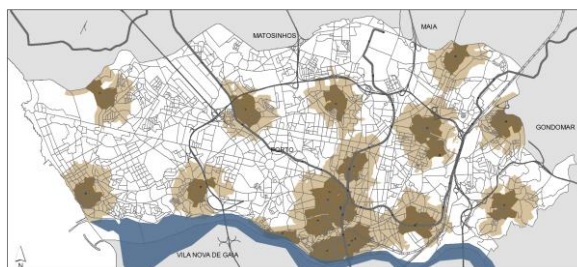 MAIA
MATOSINHOS
GONDOMAR
PORTO
VILA NOVA DE GAIA
N